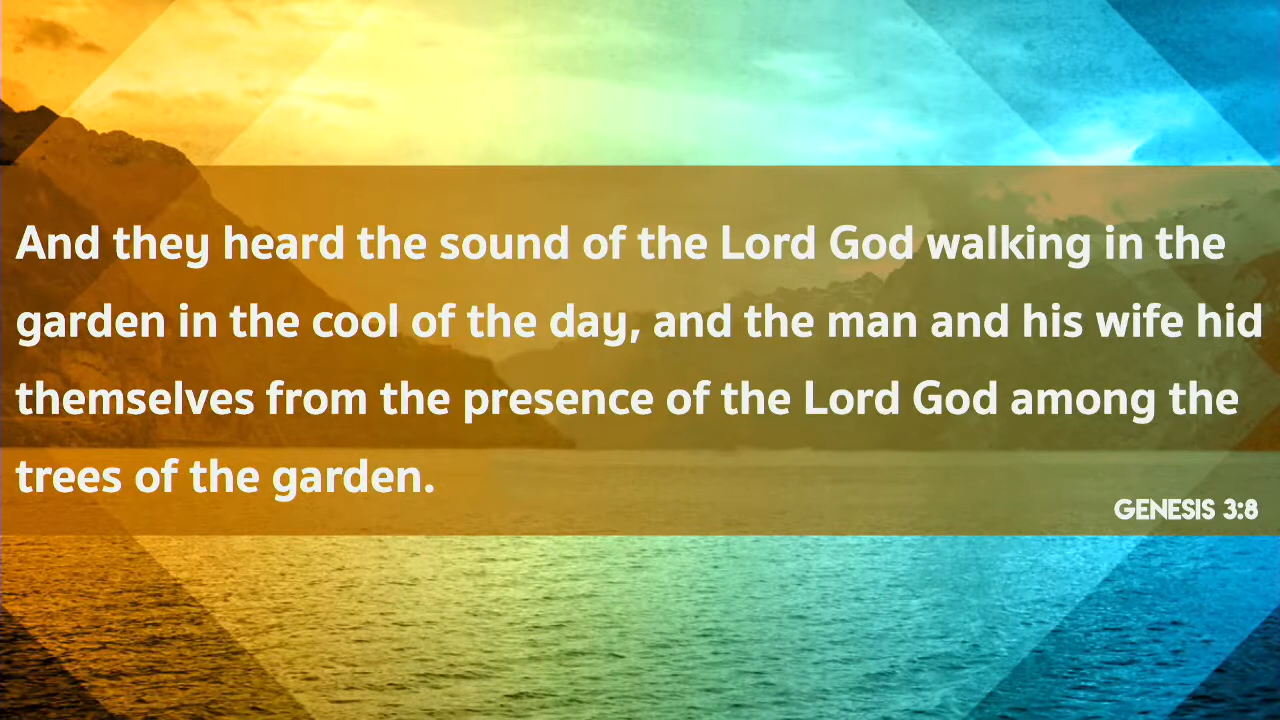 And they heard the sound of the Lord God walking in the
garden in the cool of the day, and the man and his wife hid
themselves from the presence of the Lord God among the
trees of the garden.
GENESIS 3:8